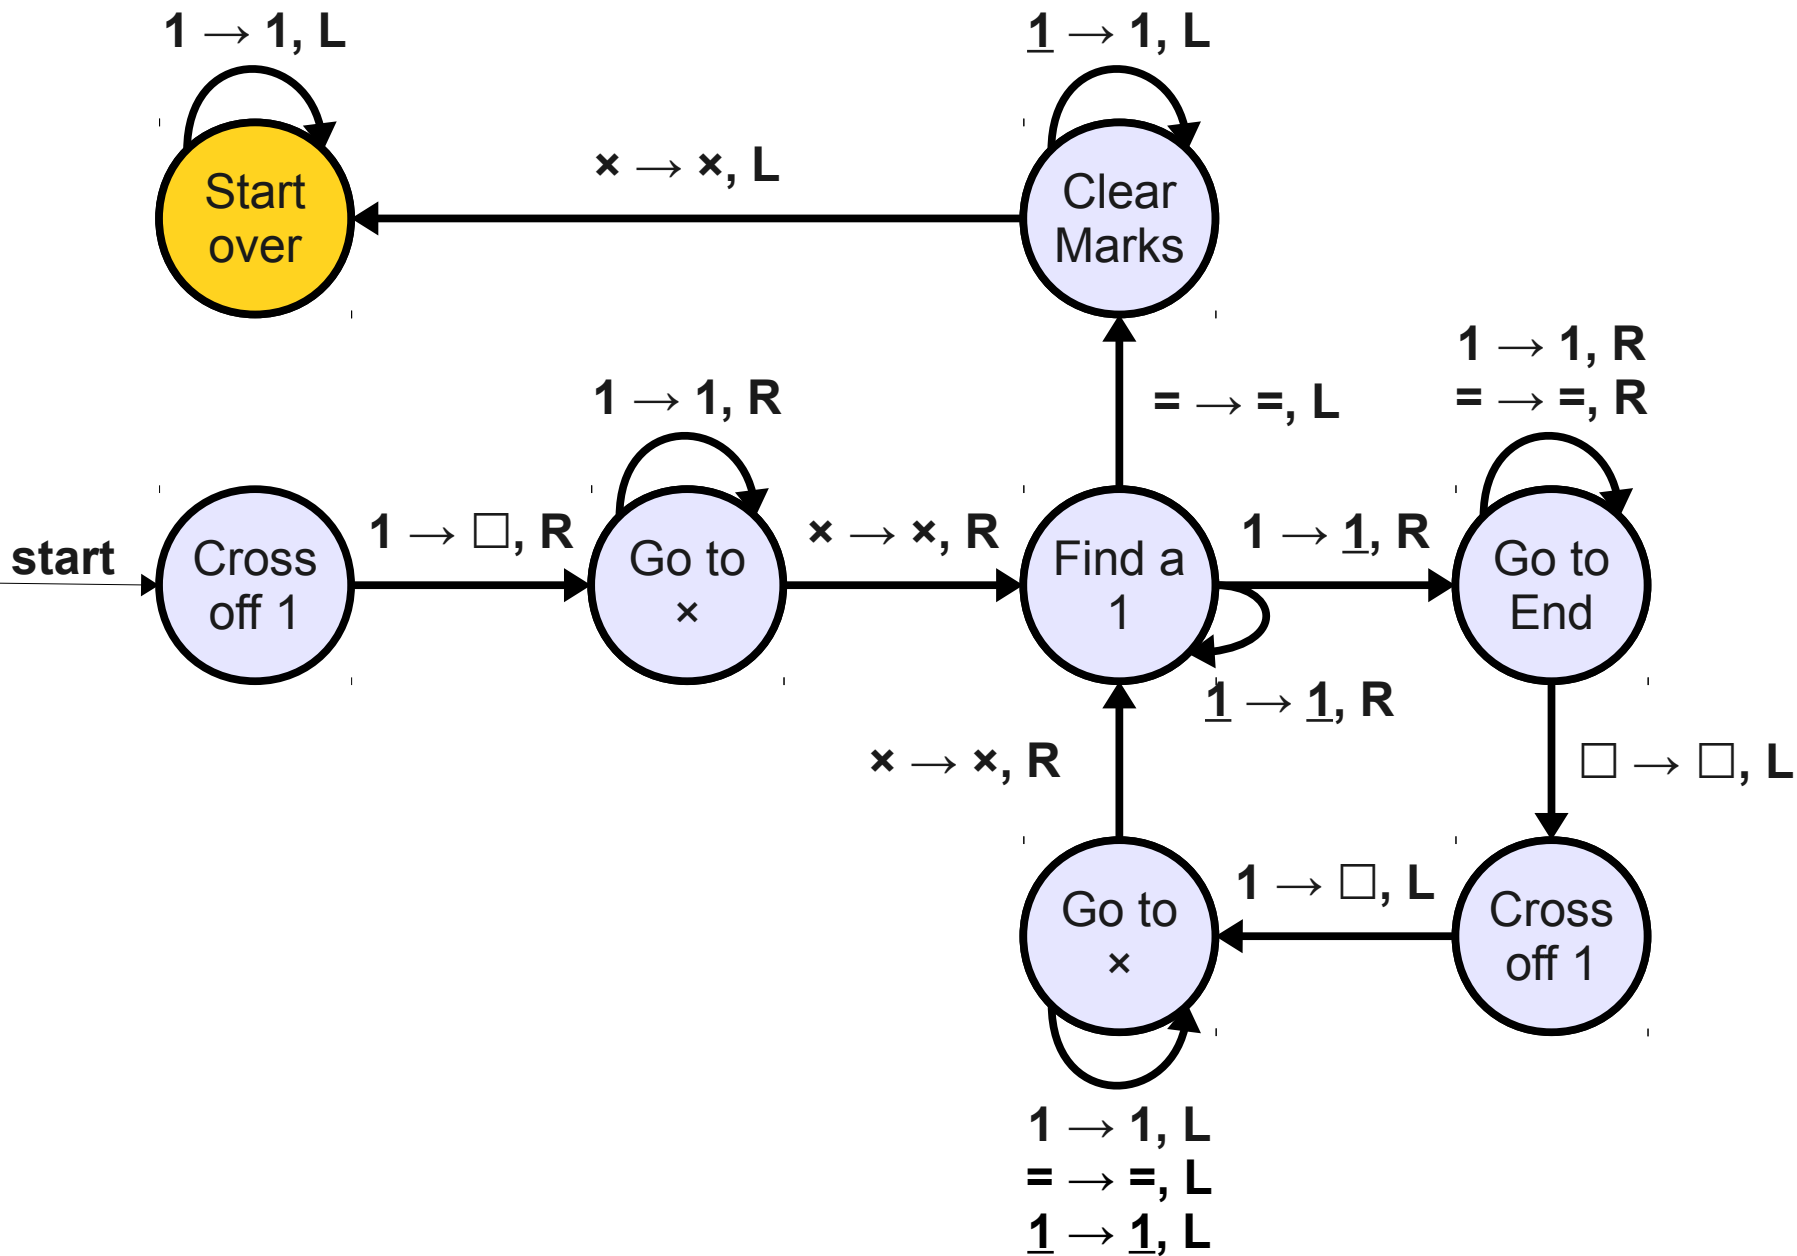 1 → 1, L
1 → 1, L
Start
over
× → ×, L
Clear
Marks
1 → 1, R
= → =, R
1 → 1, R
= → =, L
start
Cross
off 1
1 → □, R
Go to
×
× → ×, R
Find a
1
1 → 1, R
Go to
End
1 → 1, R
× → ×, R
□ → □, L
Go to
×
1 → □, L
Cross
off 1
1 → 1, L
= → =, L
1 → 1, L